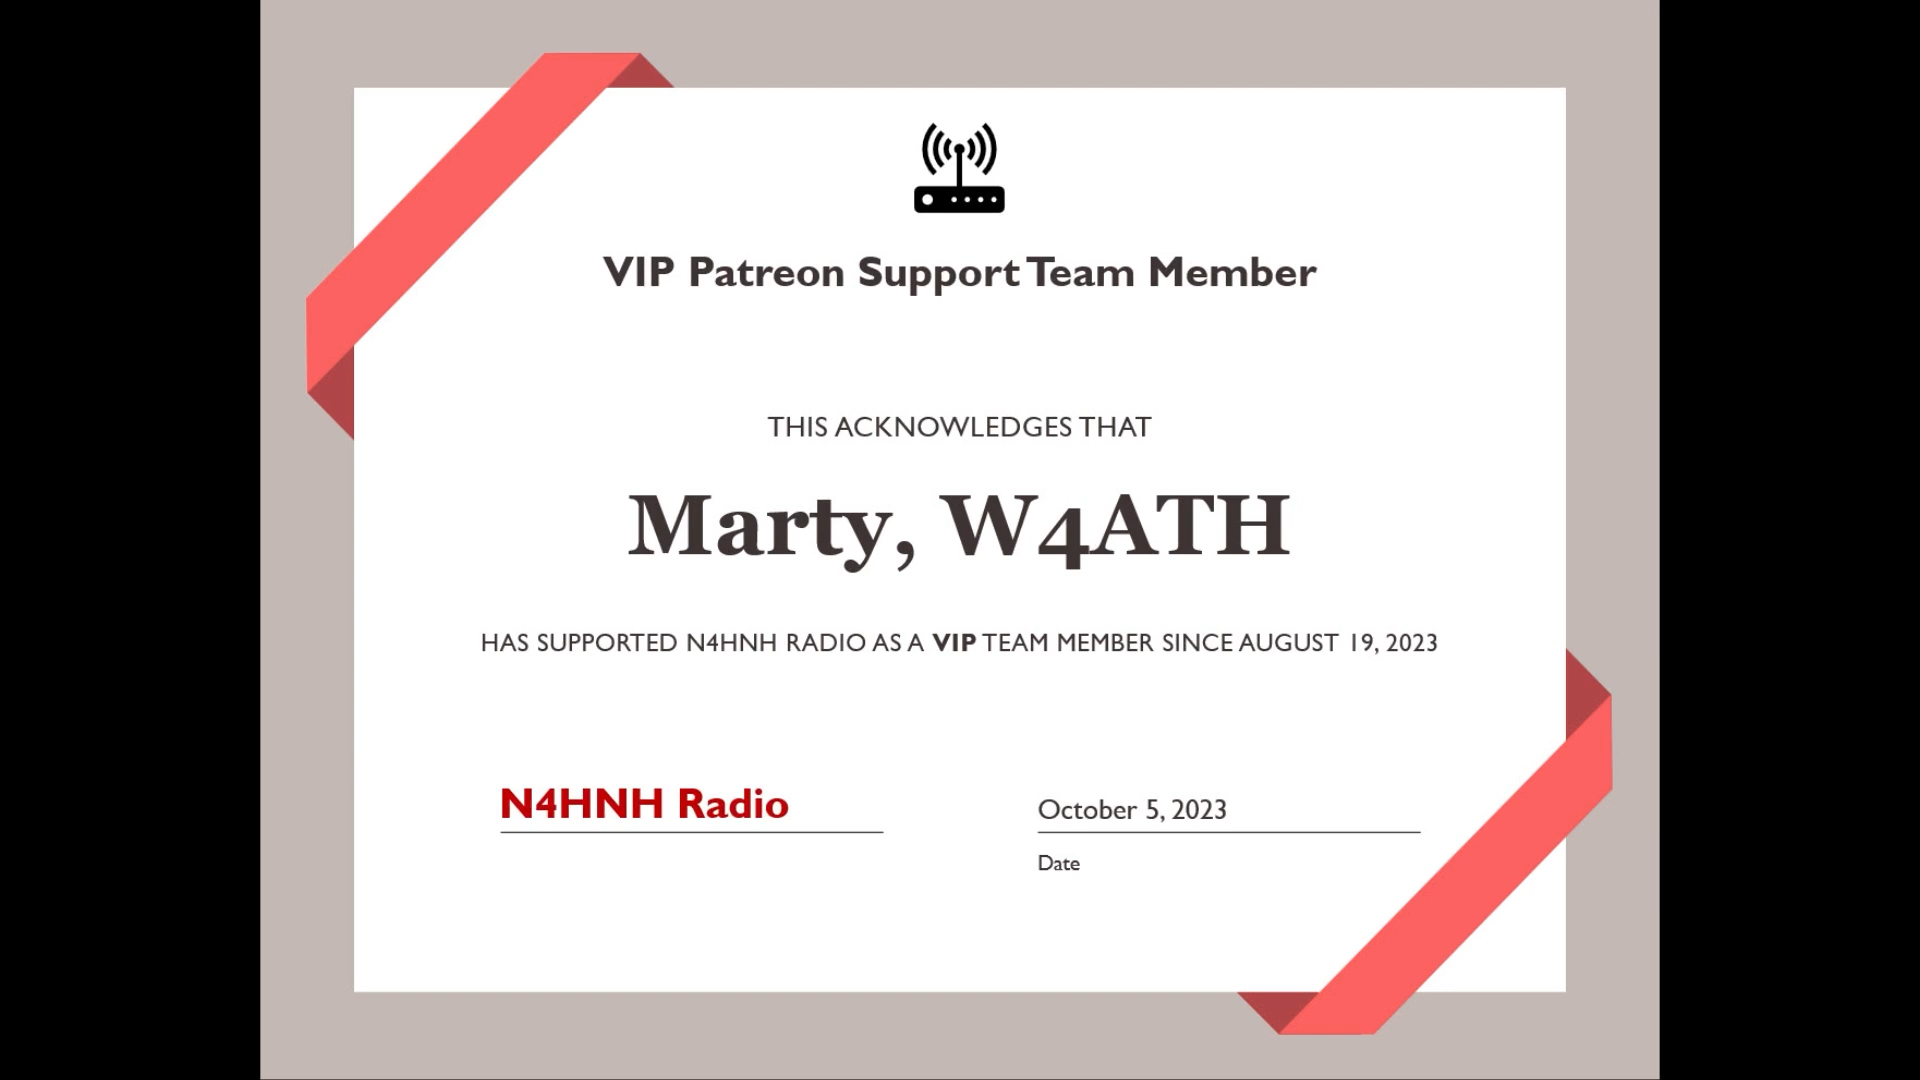 VIP Patreon Support Team Member
THIS ACKNOWLEDGES THAT
Marty, W4ATH
HAS SUPPORTED N4HNH RADIO AS A VIP TEAM MEMBER SINCE AUGUST 19, 2023
N4HNH Radio
October 5, 2023
Date